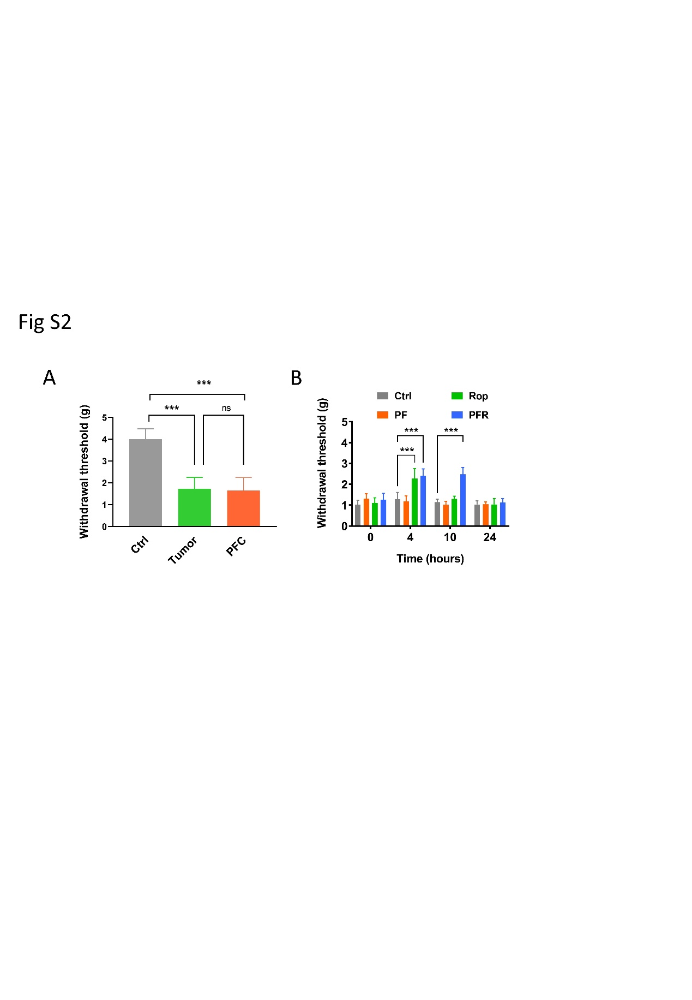 Fig S2
A
***
***
ns
Withdrawal threshold (g)
5
4
3
2
1
0
Ctrl
Tumor
PFC
B
Ctrl
Rop
PF
PFR
***
***
***
Withdrawal threshold (g)
5
4
3
2
1
0
0 4 10 24
Time (hours)